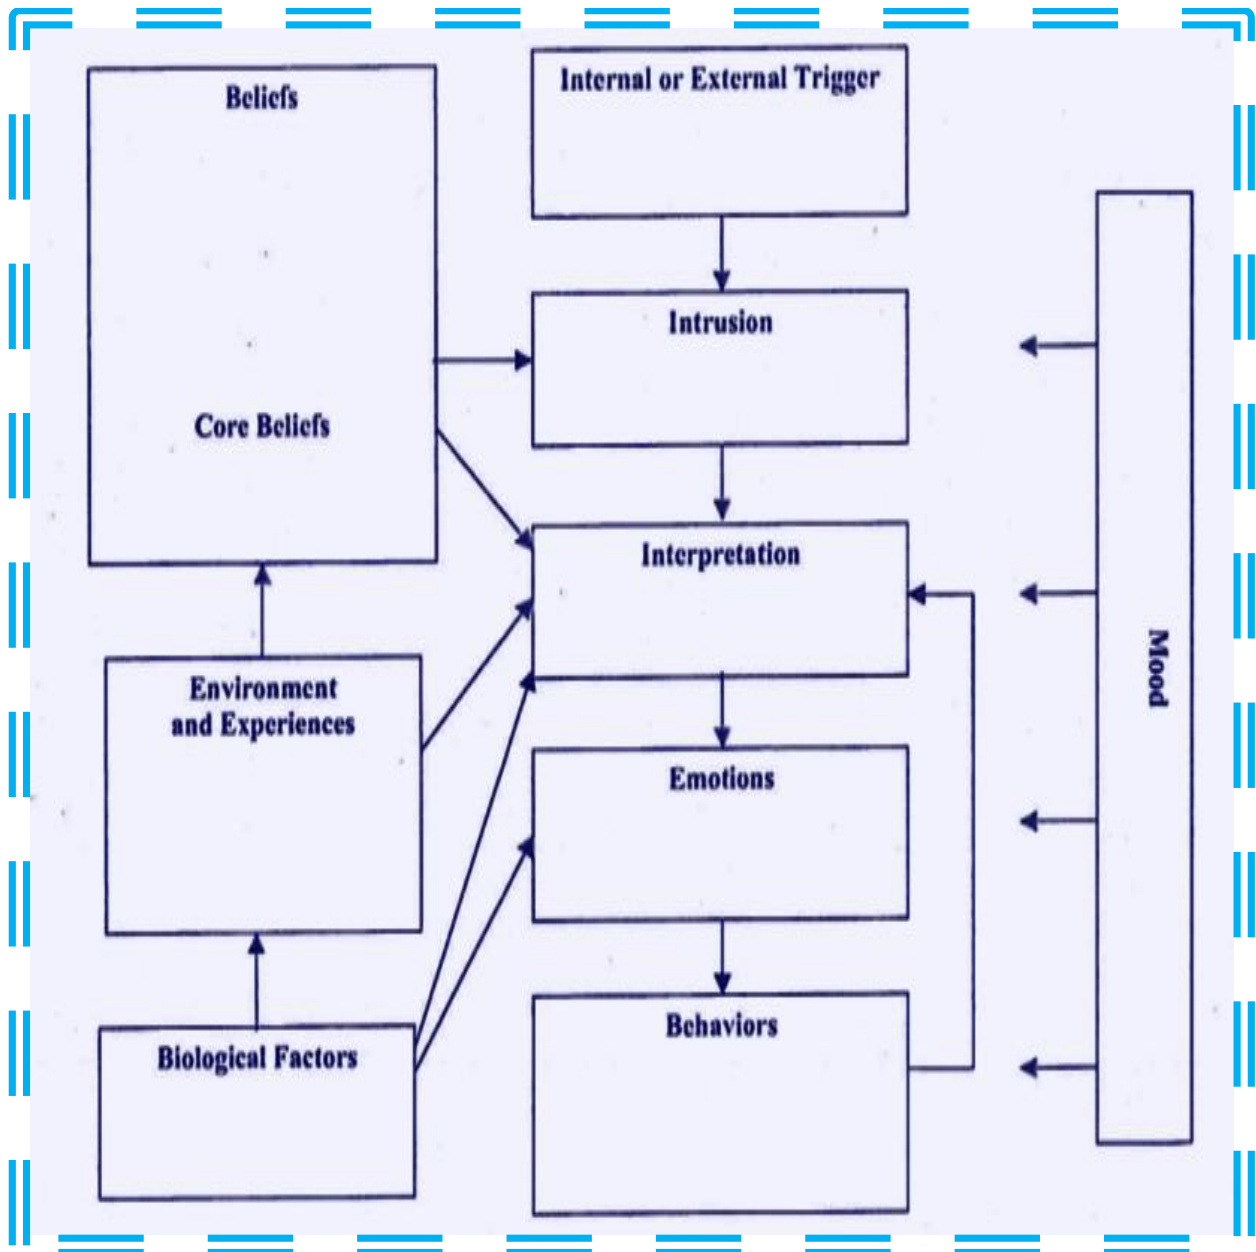 Beliefs
Core Beliefs
Environment
and Experiences
Biological Factors
Internal or External Trigger
Intrusion
Interpretation
Emotions
Behaviors
Mood